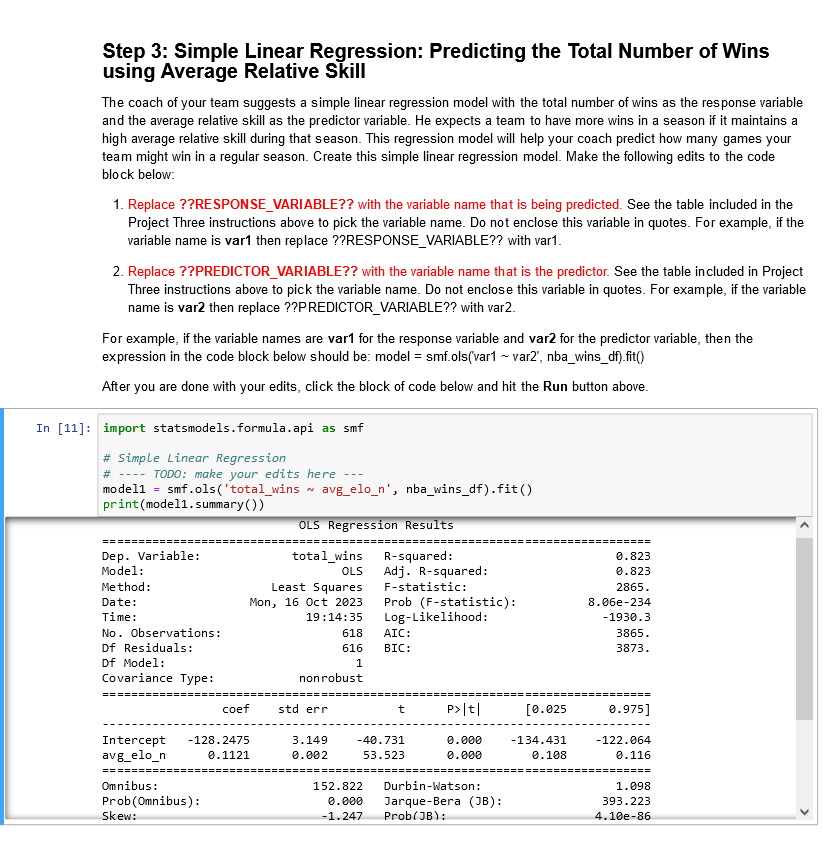 Step 3: Simple Linear Regression: Predicting the Total Number of Wins
using Average Relative Skill
The coach of your team suggests a simple linear regression model with the total number of wins as the response variable
and the average relative skill as the predictor variable. He expects a team to have more wins in a season if it maintains a
high average relative skill during that season. This regression model will help your coach predict how many games your
team might win in a regular season. Create this simple linear regression model. Make the following edits to the code
block below:
1. Replace ??RESPONSE_VARIABLE?? with the variable name that is being predicted. See the table included in the
Project Three instructions above to pick the variable name. Do not enclose this variable in quotes. For example, if the
variable name is var1 then replace ??RESPONSE_VARIABLE?? with var1.
2. Replace ??PREDICTOR_VARIABLE?? with the variable name that is the predictor. See the table included in Project
Three instructions above to pick the variable name. Do not enclose this variable in quotes. For example, if the variable
name is var2 then replace ??PREDICTOR_VARIABLE?? with var2.
For example, if the variable names are var1 for the response variable and var2 for the predictor variable, then the
expression in the code block below should be: model = smf.ols('var1 ~ var2', nba_wins_df).fit()
After you are done with your edits, click the block of code below and hit the Run button above.
In [11]: import statsmodels.formula.api as smf
# Simple Linear Regression
# ---- TODO: make your edits here ---
model1 = smf.ols('total_wins ~ avg_elo_n', nba_wins_df).fit()
print(model1.summary())
OLS Regression Results
==============================================================================
Dep. Variable: total_wins R-squared: 0.823
Model: OLS Adj. R-squared: 0.823
Method: Least Squares F-statistic: 2865.
Date: Mon, 16 Oct 2023 Prob (F-statistic): 8.06e-234
Time: 19:14:35 Log-Likelihood: -1930.3
No. Observations: 618 AIC: 3865.
Df Residuals: 616 BIC: 3873.
Df Model: 1
Covariance Type: nonrobust
==============================================================================
coef std err t P>|t| [0.025 0.975]
------------------------------------------------------------------------------
Intercept -128.2475 3.149 -40.731 0.000 -134.431 -122.064
avg_elo_n 0.1121 0.002 53.523 0.000 0.108 0.116
==============================================================================
Omnibus: 152.822 Durbin-Watson: 1.098
Prob(Omnibus): 0.000 Jarque-Bera (JB): 393.223
Skew: -1.247 Prob(JB): 4.10e-86